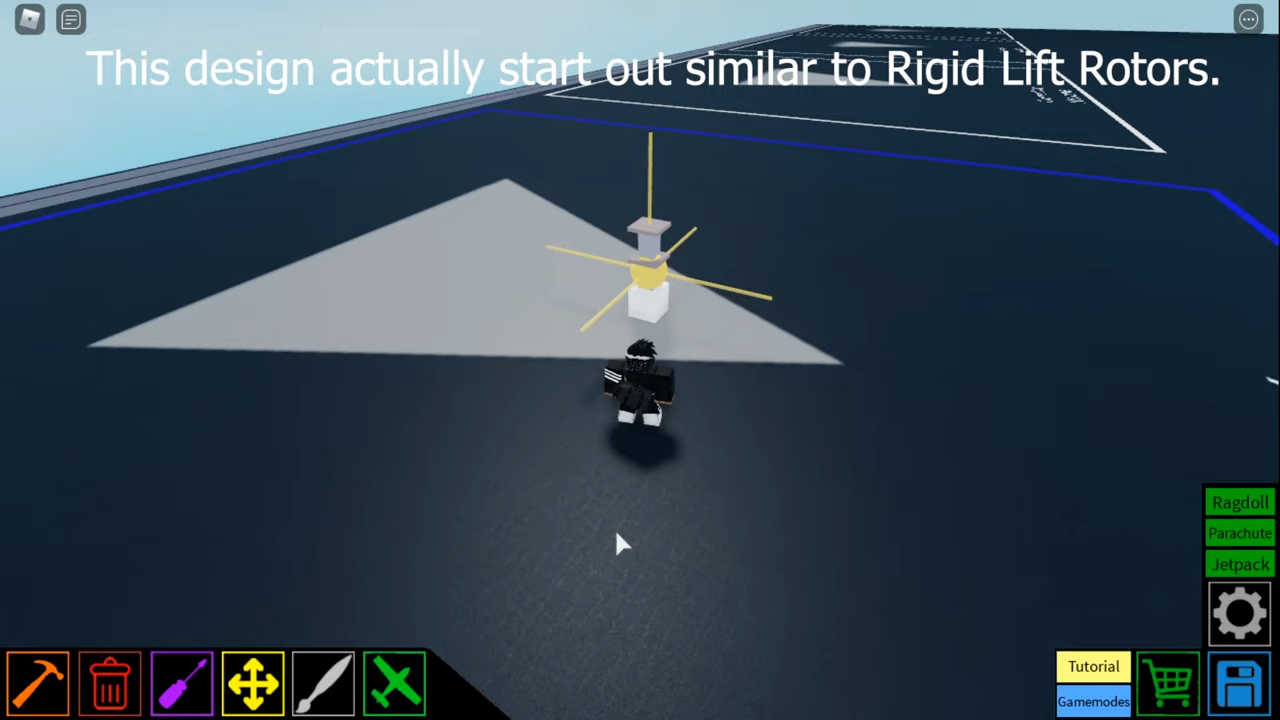 This design actually start out similar to Rigid Lift Rotors.
Ragdoll
Parachute
Jetpack
Tutorial
Gamemodes